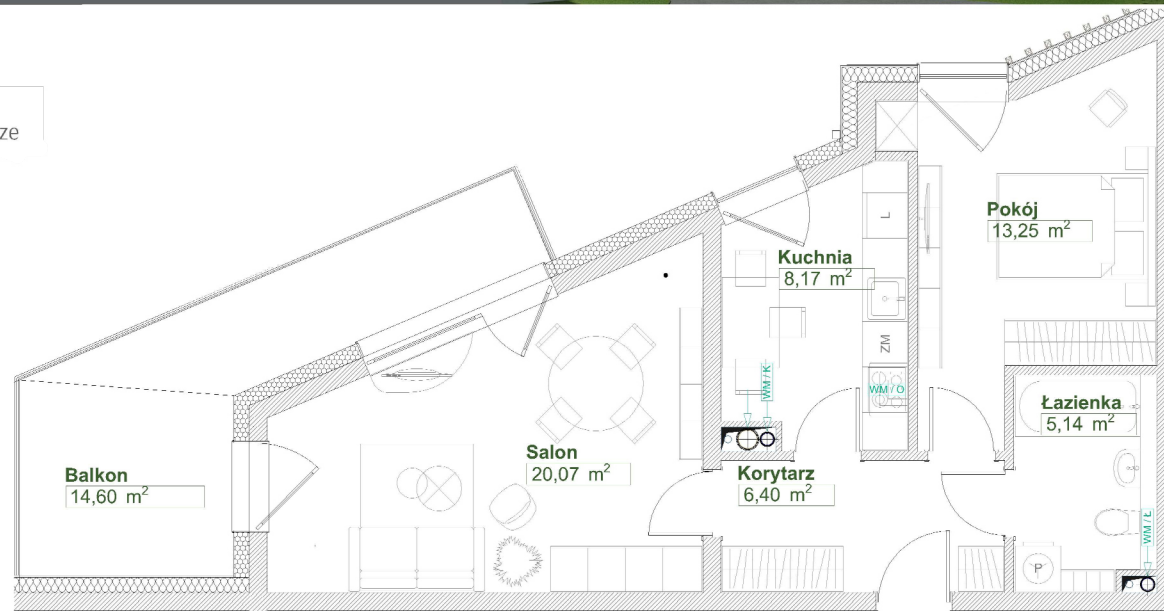 ze
Pokój
13,25 m²
L
Kuchnia
8,17 m²
ZM
WM / K
WM / O
Łazienka
5,14 m²
Salon
20,07 m²
Korytarz
6,40 m²
Balkon
14,60 m²
WM / Ł
P